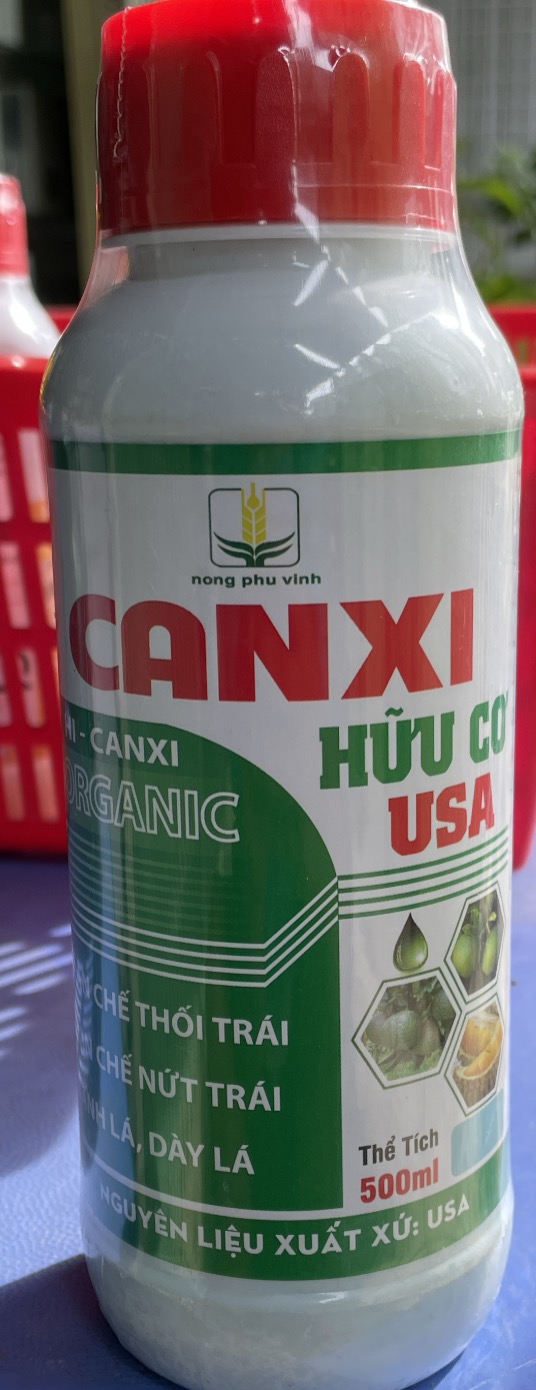 nong phu vinh
CANXI
HỮU CƠ
USA
- CANXI
ORGANIC
CHẾ THỐI TRÁI
CHẾ NỨT TRÁI
LÁ, DÀY LÁ
Thể Tích
500ml
NGUYÊN LIỆU XUẤT XỨ: USA